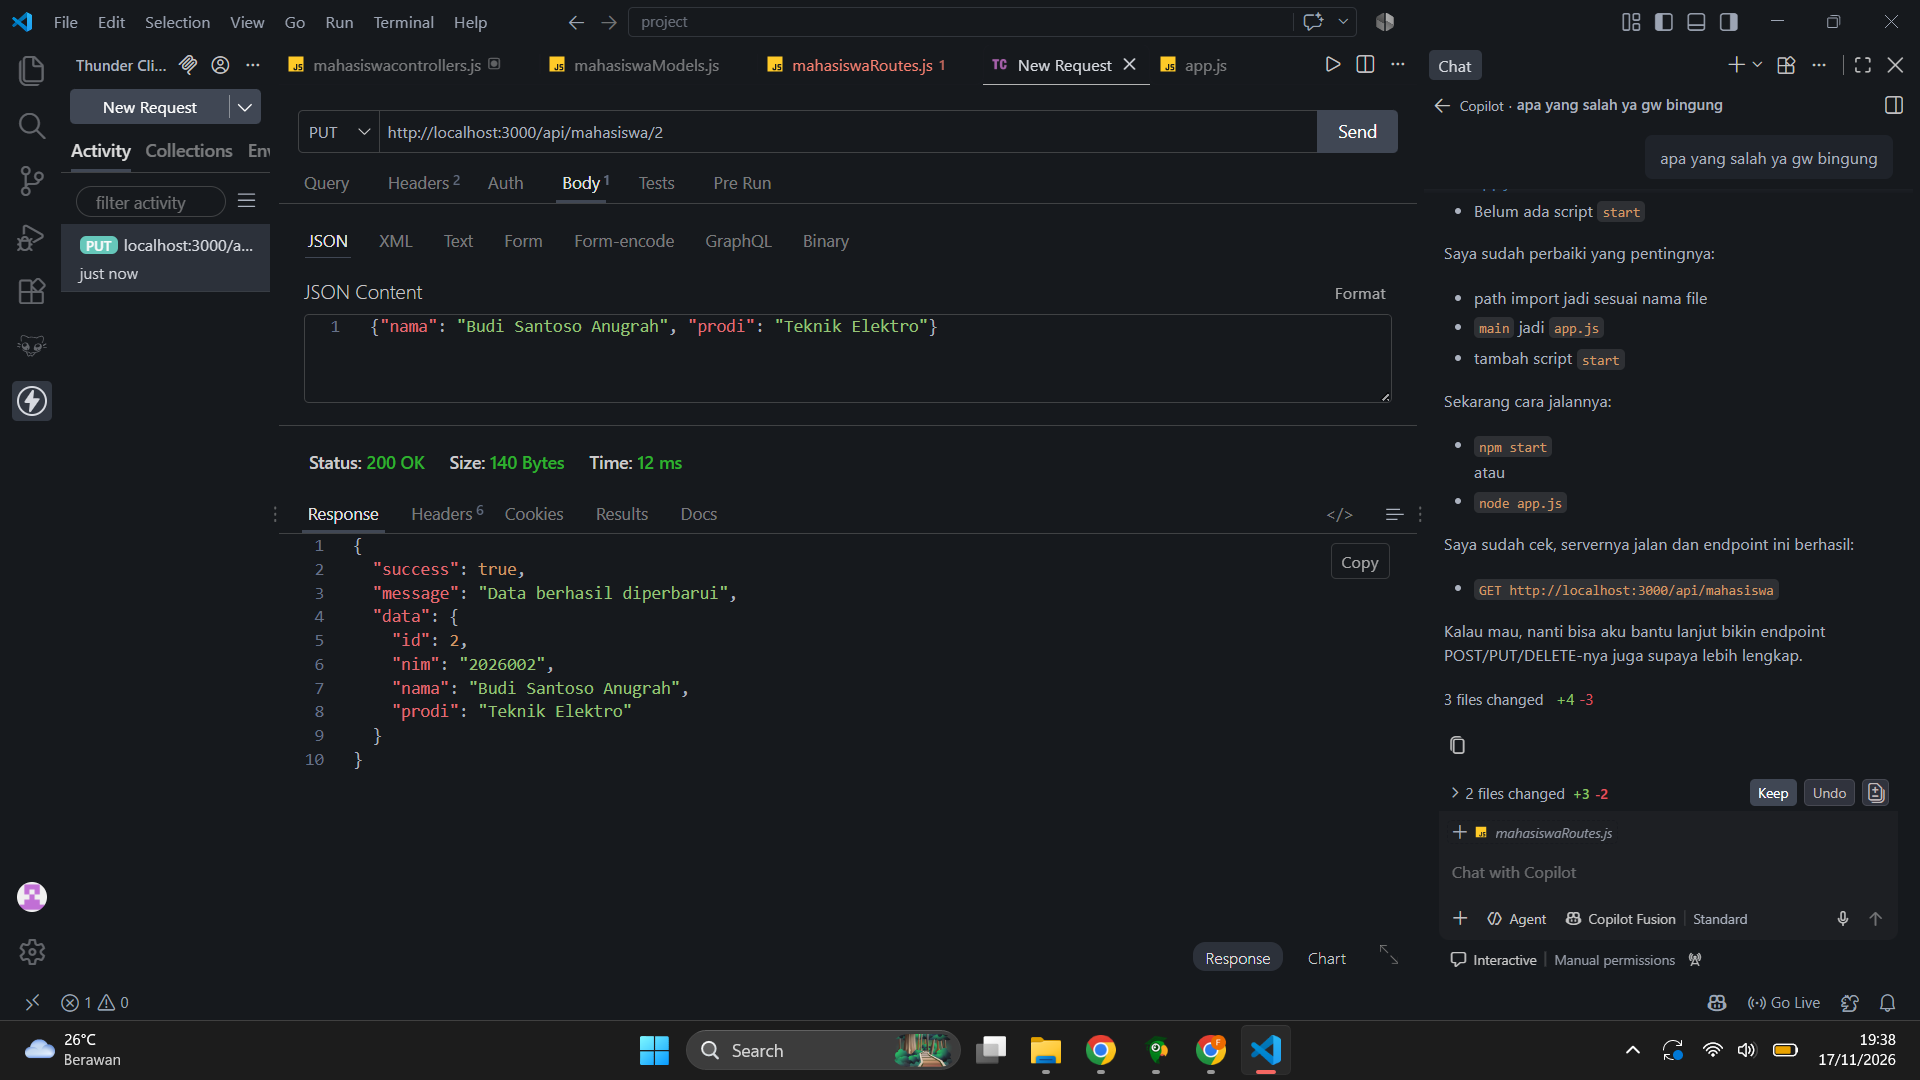 File Edit Selection View Go Run Terminal Help
project
Thunder Cli...
mahasiswacontrollers.js
mahasiswaModels.js
mahasiswaRoutes.js 1
TC New Request
app.js
Chat
New Request
Activity Collections
filter activity
PUT localhost:3000/a...
just now
PUT http://localhost:3000/api/mahasiswa/2 Send
Query Headers 2 Auth Body 1 Tests Pre Run
JSON XML Text Form Form-encode GraphQL Binary
JSON Content Format
1 {"nama": "Budi Santoso Anugrah", "prodi": "Teknik Elektro"}
Status: 200 OK Size: 140 Bytes Time: 12 ms
Response Headers 6 Cookies Results Docs
</>
Copy
1 {
2 "success": true,
3 "message": "Data berhasil diperbarui",
4 "data": {
5 "id": 2,
6 "nim": "2026002",
7 "nama": "Budi Santoso Anugrah",
8 "prodi": "Teknik Elektro"
9 }
10 }
Response Chart
Copilot · apa yang salah ya gw bingung
apa yang salah ya gw bingung
Belum ada script start
Saya sudah perbaiki yang pentingnya:
path import jadi sesuai nama file
main jadi app.js
tambah script start
Sekarang cara jalannya:
npm start
atau
node app.js
Saya sudah cek, servernya jalan dan endpoint ini berhasil:
GET http://localhost:3000/api/mahasiswa
Kalau mau, nanti bisa aku bantu lanjut bikin endpoint
POST/PUT/DELETE-nya juga supaya lebih lengkap.
3 files changed +4 -3
2 files changed +3 -2 Keep Undo
mahasiswaRoutes.js
Chat with Copilot
Agent Copilot Fusion Standard
Interactive Manual permissions
1 0
Go Live
26°C
Berawan
Search
19:38
17/11/2026